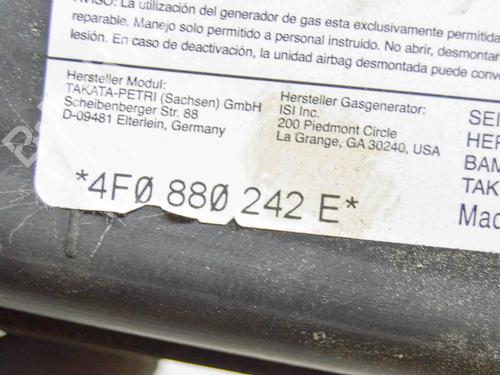 AVISO: La utilización del generador de gas esta exclusivamente permitida
reparable. Manejo solo permitido a personal instruido. No abrir, desmontar
lesión. En caso de deactivación, la unidad airbag desmontada puede conv
Hersteller Modul:
TAKATA-PETRI (Sachsen) GmbH
Scheibenberger Str. 88
D-09481 Elterlein, Germany
Hersteller Gasgenerator:
ISI Inc.
200 Piedmont Circle
La Grange, GA 30240, USA
SEI
HER
BAM
TAK
Mad
*4F0 880 242 E*